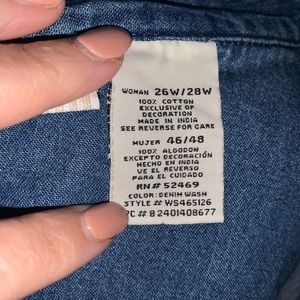 WOMAN 26W/28W
100% COTTON
EXCLUSIVE OF
DECORATION
MADE IN INDIA
SEE REVERSE FOR CARE
MUJER 46/48
100% ALGODON
EXCEPTO DECORACIÓN
HECHO EN INDIA
VE EL REVERSO
PARA EL CUIDADO
RN# 52469
COLOR: DENIM WASH
STYLE # WS465126
PC# 82401408677